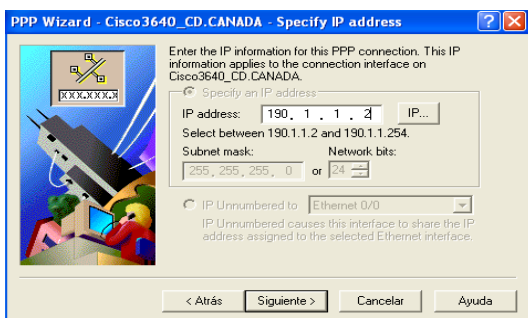 PPP Wizard - Cisco3640_CD.CANADA - Specify IP address
Enter the IP information for this PPP connection. This IP
information applies to the connection interface on
Cisco3640_CD.CANADA.
XXX.XXX.X
Specify an IP address
IP address: 190 . 1 . 1 . 2 IP...
Select between 190.1.1.2 and 190.1.1.254.
Subnet mask: Network bits:
255 . 255 . 255 . 0 or 24
IP Unnumbered to Ethernet 0/0
IP Unnumbered causes this interface to share the IP
address assigned to the selected Ethernet interface.
< Atrás Siguiente > Cancelar Ayuda